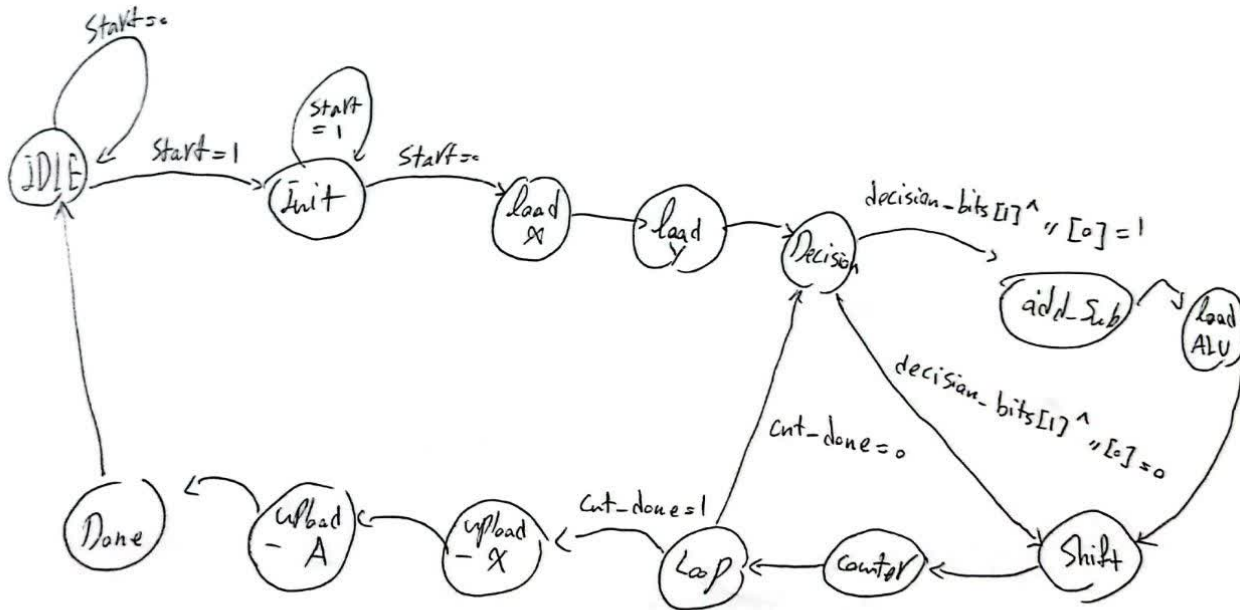 Start=0
start
= 1
IDLE
Start=1
Init
Start=0
load
X
load
Y
Decision
decision_bits[1]^ 〃 [0]=1
add_Sub
load
ALU
decision_bits[1]^ 〃 [0]=0
cnt_done=0
Done
upload
- A
upload
- X
cnt_done=1
Loop
counter
Shift